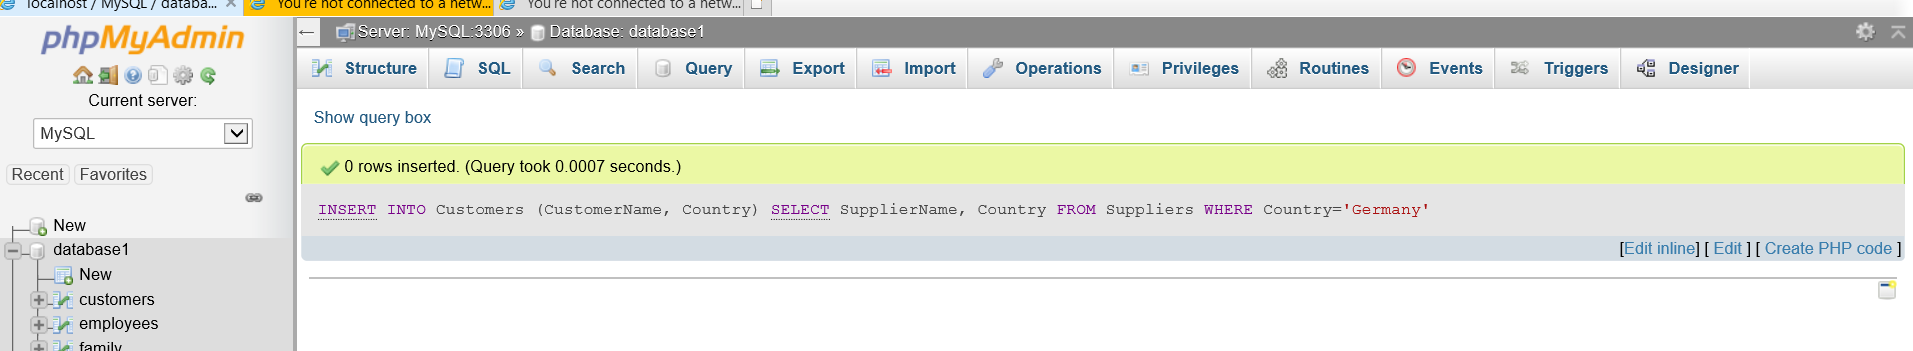 localhost / MySQL / databa... × You're not connected to a netw... You're not connected to a netw...
phpMyAdmin
Current server:
MySQL
Recent Favorites
New
database1
New
customers
employees
family
← Server: MySQL:3306 » Database: database1
Structure SQL Search Query Export Import Operations Privileges Routines Events Triggers Designer
Show query box
0 rows inserted. (Query took 0.0007 seconds.)
INSERT INTO Customers (CustomerName, Country) SELECT SupplierName, Country FROM Suppliers WHERE Country='Germany'
[Edit inline] [ Edit ] [ Create PHP code ]